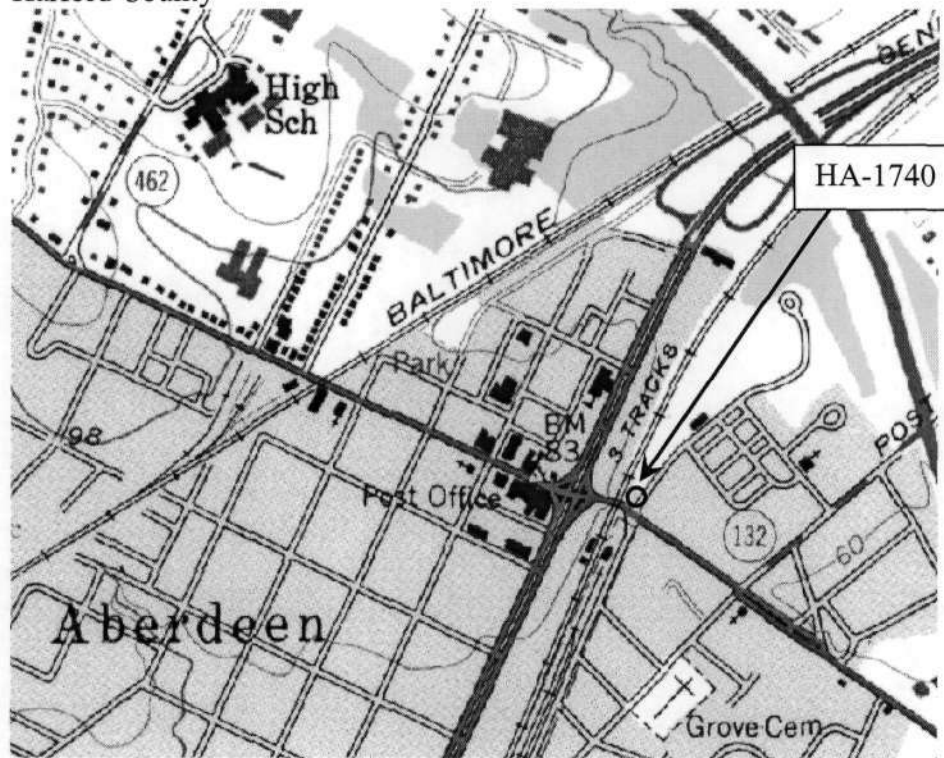 High
Sch
BEN
HA-1740
462
BALTIMORE
Park
3 TRACKS
BM
83
98
POST
Post Office
132
60
Aberdeen
Grove Cem